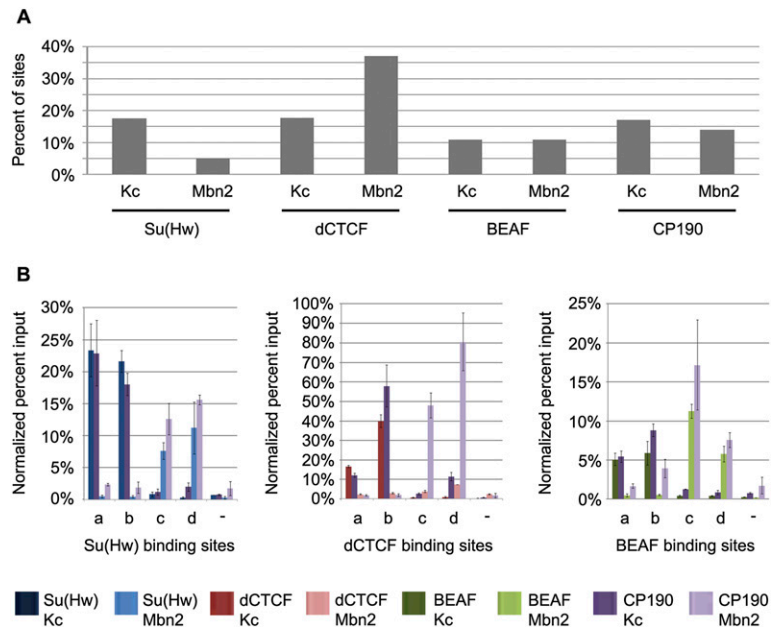 A
Percent of sites
40%
30%
20%
10%
0%
Kc Mbn2 Kc Mbn2 Kc Mbn2 Kc Mbn2
Su(Hw) dCTCF BEAF CP190
B
Normalized percent input
30%
25%
20%
15%
10%
5%
0%
a b c d -
Su(Hw) binding sites
Normalized percent input
100%
90%
80%
70%
60%
50%
40%
30%
20%
10%
0%
a b c d -
dCTCF binding sites
Normalized percent input
25%
20%
15%
10%
5%
0%
a b c d -
BEAF binding sites
Su(Hw) Kc
Su(Hw) Mbn2
dCTCF Kc
dCTCF Mbn2
BEAF Kc
BEAF Mbn2
CP190 Kc
CP190 Mbn2